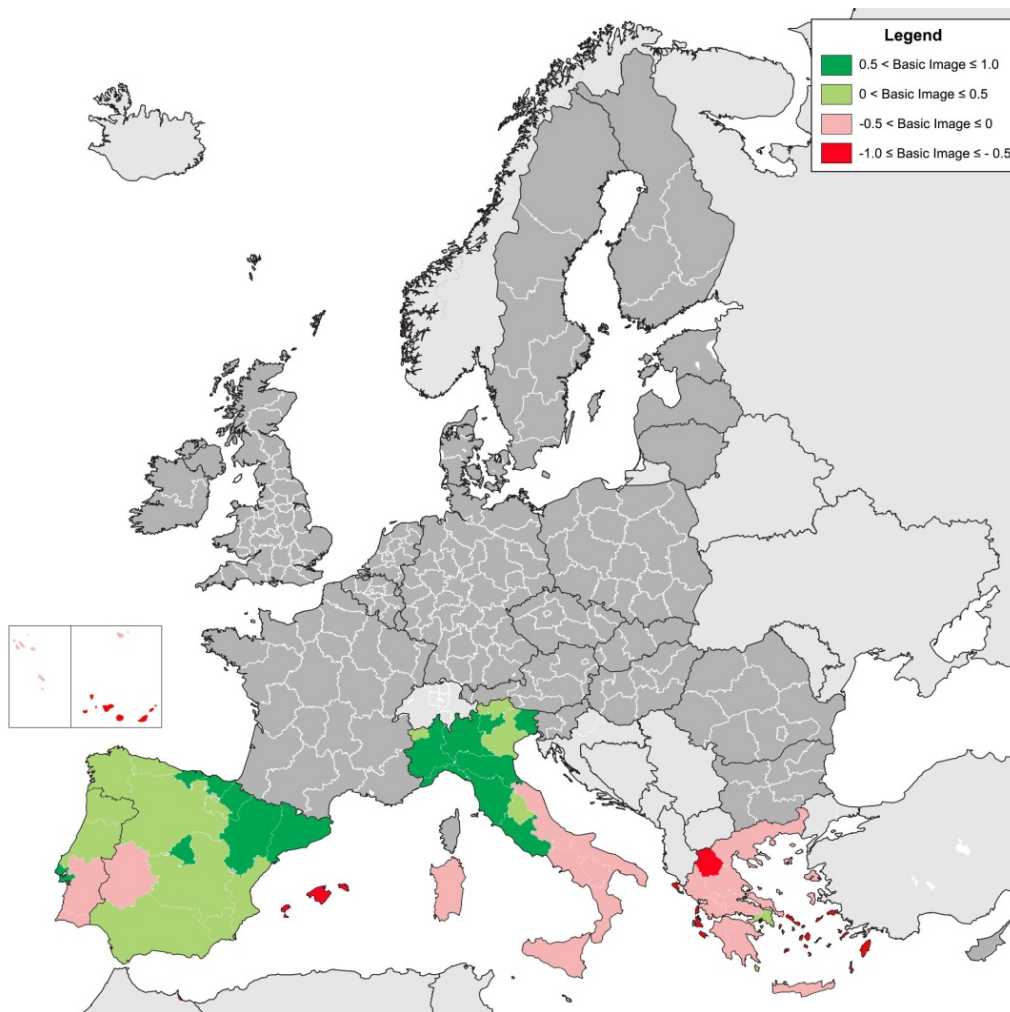 Legend
0.5 < Basic Image ≤ 1.0
0 < Basic Image ≤ 0.5
-0.5 < Basic Image ≤ 0
-1.0 ≤ Basic Image ≤ - 0.5